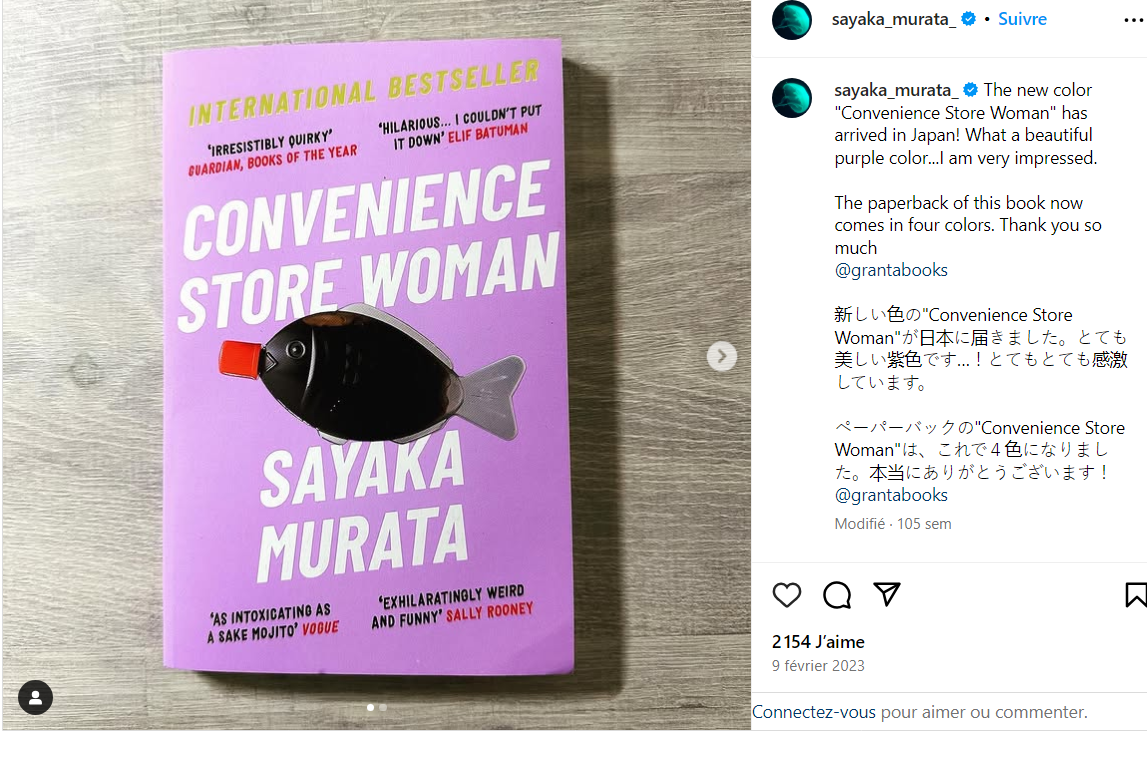 INTERNATIONAL BESTSELLER
'IRRESISTIBLY QUIRKY'
GUARDIAN, BOOKS OF THE YEAR
'HILARIOUS... I COULDN'T PUT
IT DOWN' ELIF BATUMAN
CONVENIENCE
STORE WOMAN
SAYAKA
MURATA
'AS INTOXICATING AS
A SAKE MOJITO' VOGUE
'EXHILARATINGLY WEIRD
AND FUNNY' SALLY ROONEY
sayaka_murata_ • Suivre
sayaka_murata_ The new color
"Convenience Store Woman" has
arrived in Japan! What a beautiful
purple color...I am very impressed.
The paperback of this book now
comes in four colors. Thank you so
much
@grantabooks
新しい色の"Convenience Store
Woman"が日本に届きました。とても
美しい紫色です...！とてもとても感激
しています。
ペーパーバックの"Convenience Store
Woman"は、これで４色になりまし
た。本当にありがとうございます！
@grantabooks
Modifié · 105 sem
2 154 J’aime
9 février 2023
Connectez-vous pour aimer ou commenter.